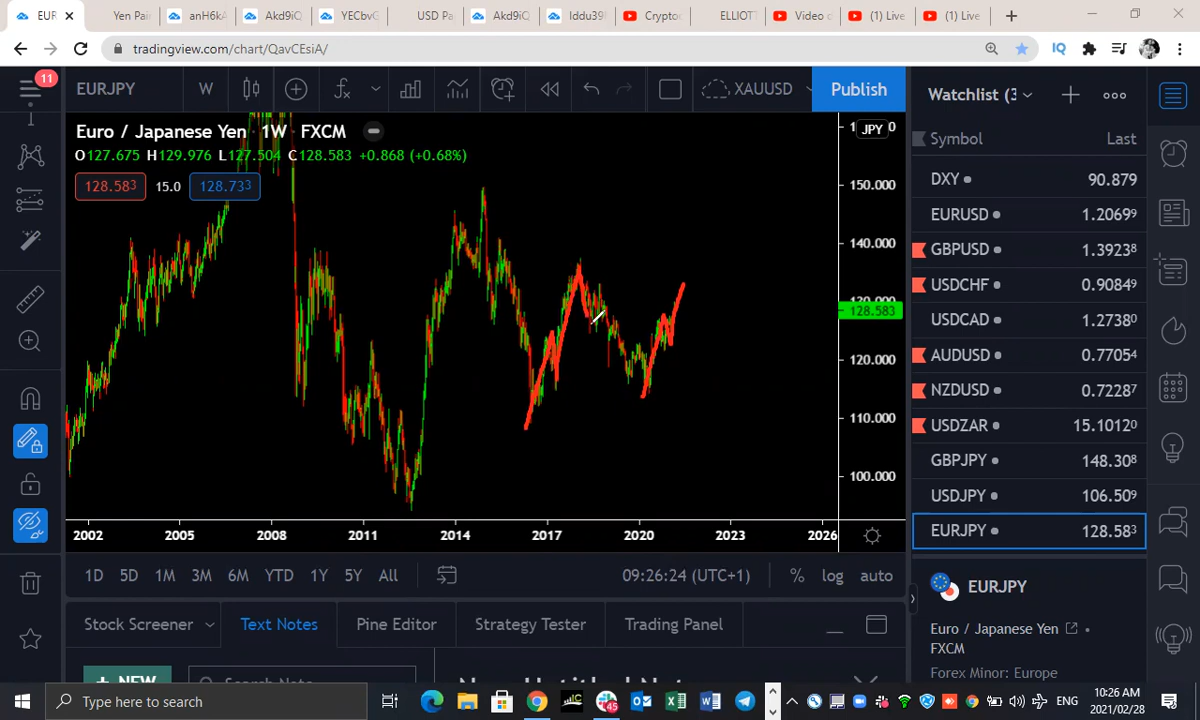 EUR
Yen Pai
anH6kA
Akd9iQ
YECbvG
USD Pa
Akd9iQ
Iddu39
Crypto
ELLIOTT
Video
(1) Live
(1) Live
tradingview.com/chart/QavCEsiA/
IQ
11
EURJPY
W
XAUUSD
Publish
Watchlist (3
Euro / Japanese Yen · 1W · FXCM
JPY
O127.675 H129.976 L127.504 C128.583 +0.868 (+0.68%)
128.583
15.0
128.733
150.000
140.000
130.000
128.583
120.000
110.000
100.000
2002
2005
2008
2011
2014
2017
2020
2023
2026
Symbol
Last
DXY
90.879
EURUSD
1.20699
GBPUSD
1.39238
USDCHF
0.90849
USDCAD
1.27380
AUDUSD
0.77054
NZDUSD
0.72287
USDZAR
15.10120
GBPJPY
148.308
USDJPY
106.509
EURJPY
128.583
1D
5D
1M
3M
6M
YTD
1Y
5Y
All
09:26:24 (UTC+1)
%
log
auto
Stock Screener
Text Notes
Pine Editor
Strategy Tester
Trading Panel
EURJPY
Euro / Japanese Yen
FXCM
Forex Minor: Europe
+ NEW
Type here to search
45
ENG
10:26 AM
2021/02/28